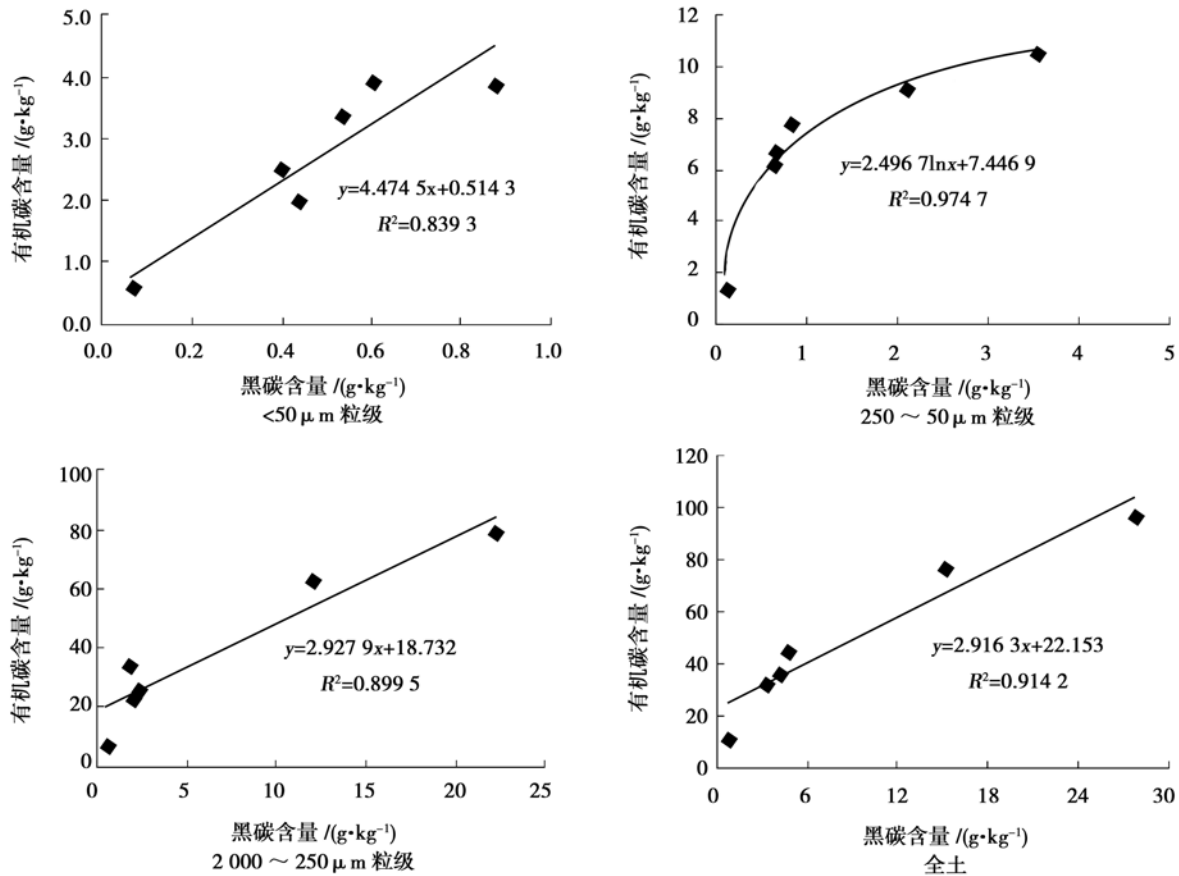 5.0
4.0
3.0
2.0
1.0
0.0
有机碳含量 /(g•kg⁻¹)
y=4.474 5x+0.514 3
R²=0.839 3
0.0 0.2 0.4 0.6 0.8 1.0
黑碳含量 /(g•kg⁻¹)
<50 μ m 粒级
12
10
8
6
4
2
0
有机碳含量 /(g•kg⁻¹)
y=2.496 7lnx+7.446 9
R²=0.974 7
0 1 2 3 4 5
黑碳含量 /(g•kg⁻¹)
250 ～ 50 μ m 粒级
100
80
60
40
20
0
有机碳含量 /(g•kg⁻¹)
y=2.927 9x+18.732
R²=0.899 5
0 5 10 15 20 25
黑碳含量 /(g•kg⁻¹)
2 000 ～ 250 μ m 粒级
120
100
80
60
40
20
0
有机碳含量 /(g•kg⁻¹)
y=2.916 3x+22.153
R²=0.914 2
0 6 12 18 24 30
黑碳含量 /(g•kg⁻¹)
全土